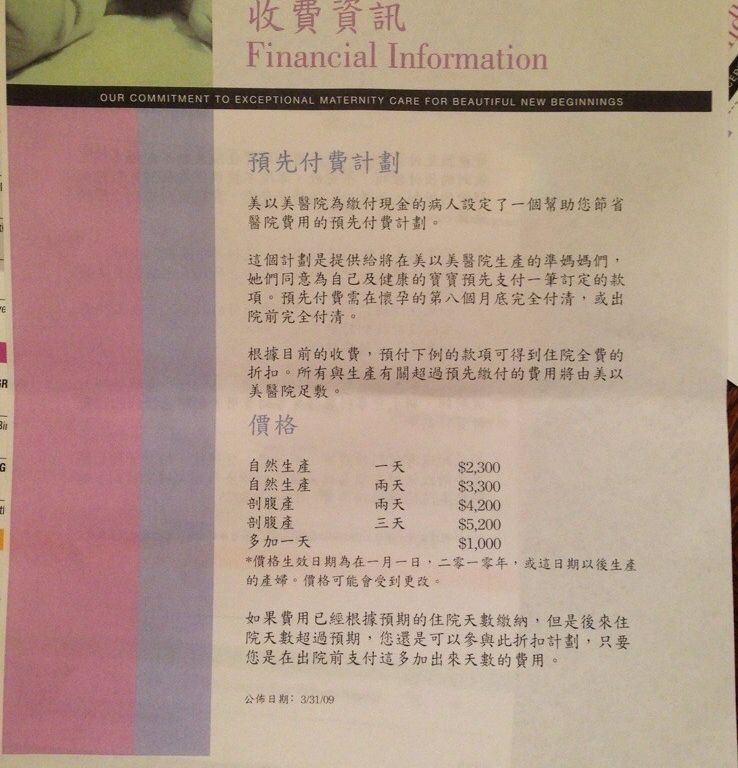 收費資訊
Financial Information
OUR COMMITMENT TO EXCEPTIONAL MATERNITY CARE FOR BEAUTIFUL NEW BEGINNINGS
預先付費計劃
美以美醫院為繳付現金的病人設定了一個幫助您節省
醫院費用的預先付費計劃。
這個計劃是提供給將在美以美醫院生產的準媽媽們，
她們同意為自己及健康的寶寶預先支付一筆訂定的款
項。預先付費需在懷孕的第八個月底完全付清，或出
院前完全付清。
根據目前的收費，預付下例的款項可得到住院全費的
折扣。所有與生產有關超過預先繳付的費用將由美以
美醫院足敷。
價格
自然生產 一天 $2,300
自然生產 兩天 $3,300
剖腹產 兩天 $4,200
剖腹產 三天 $5,200
多加一天 $1,000
*價格生效日期為在一月一日，二零一零年，或這日期以後生產
的產婦。價格可能會受到更改。
如果費用已經根據預期的住院天數繳納，但是後來住
院天數超過預期，您還是可以參與此折扣計劃，只要
您是在出院前支付這多加出來天數的費用。
公佈日期: 3/31/09